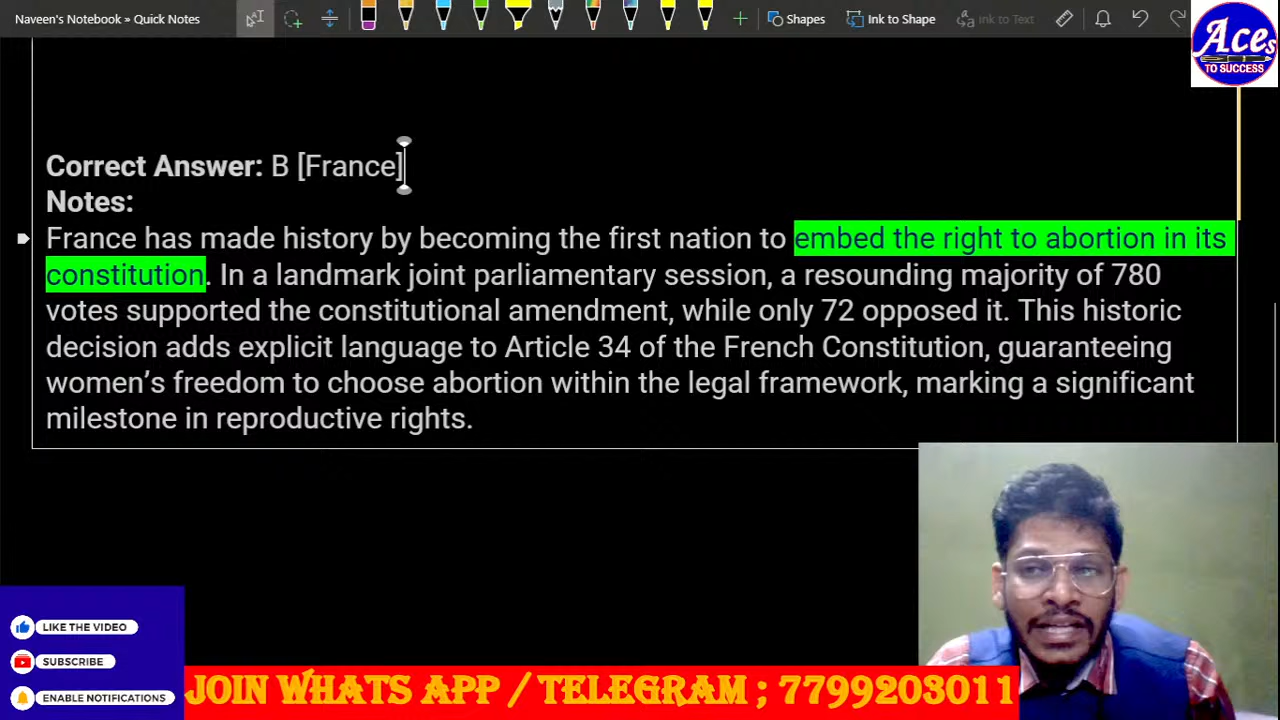 Naveen's Notebook » Quick Notes
Shapes
Ink to Shape
Ink to Text
Aces
TO SUCCESS
Correct Answer: B [France]
Notes:
France has made history by becoming the first nation to embed the right to abortion in its
constitution. In a landmark joint parliamentary session, a resounding majority of 780
votes supported the constitutional amendment, while only 72 opposed it. This historic
decision adds explicit language to Article 34 of the French Constitution, guaranteeing
women's freedom to choose abortion within the legal framework, marking a significant
milestone in reproductive rights.
LIKE THE VIDEO
SUBSCRIBE
ENABLE NOTIFICATIONS
JOIN WHATS APP / TELEGRAM ; 7799203011